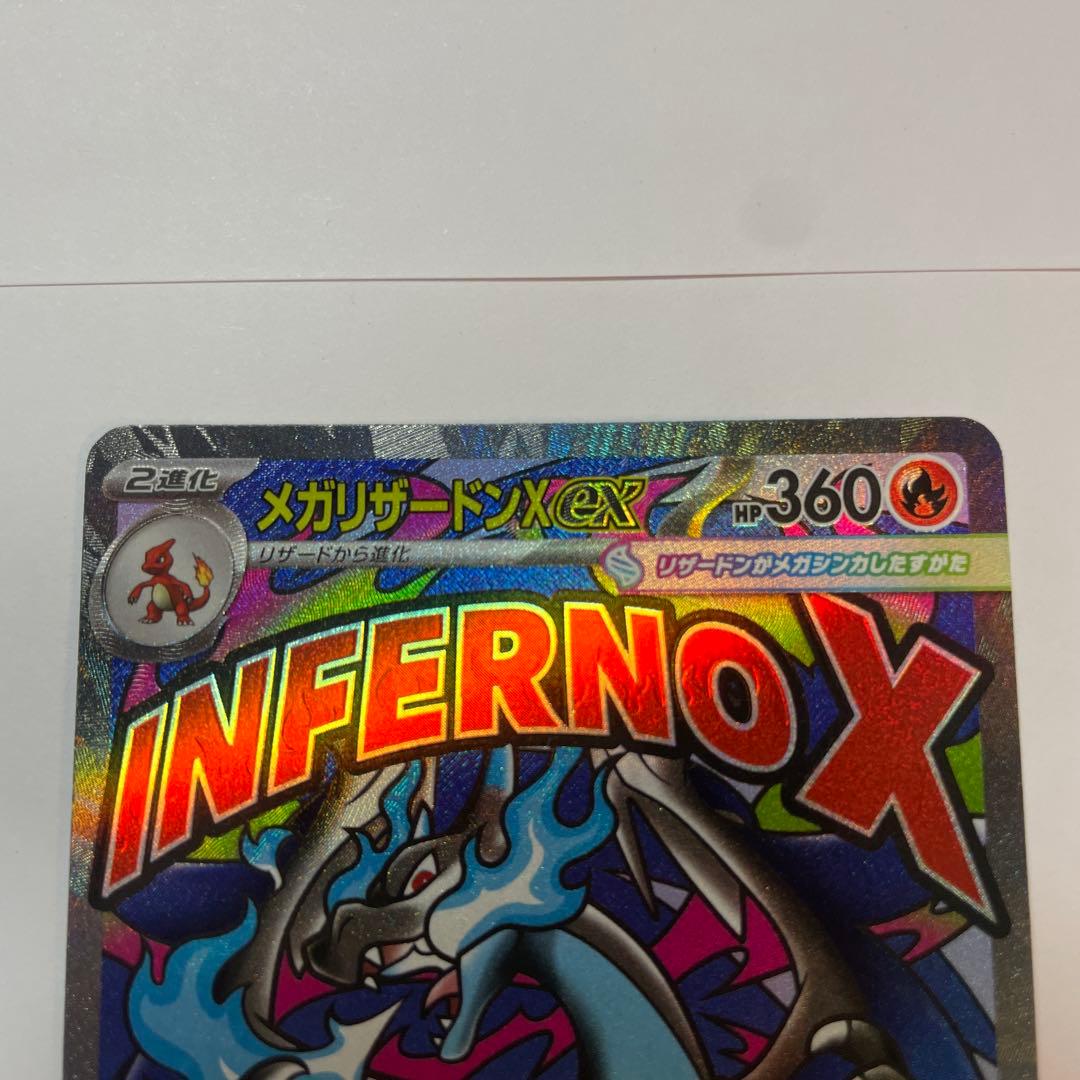 2進化
メガリザードンXex
HP360
リザードから進化
リザードンがメガシンカしたすがた
INFERNO X